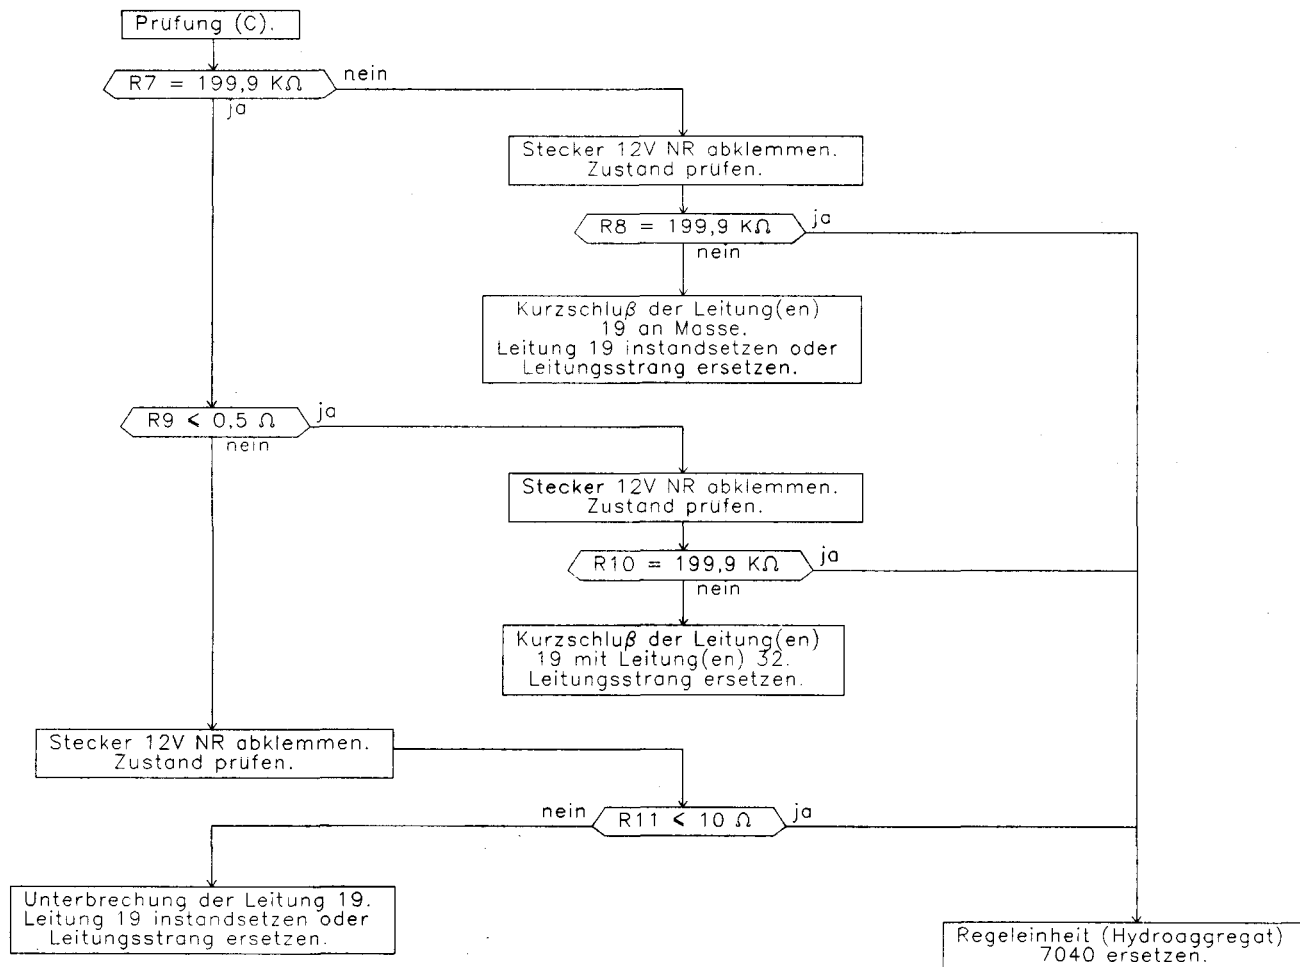 Prüfung (C).
R7 = 199,9 KΩ
nein
ja
Stecker 12V NR abklemmen.
Zustand prüfen.
R8 = 199,9 KΩ
ja
nein
Kurzschluß der Leitung(en)
19 an Masse.
Leitung 19 instandsetzen oder
Leitungsstrang ersetzen.
R9 < 0,5 Ω
ja
nein
Stecker 12V NR abklemmen.
Zustand prüfen.
R10 = 199,9 KΩ
ja
nein
Kurzschluß der Leitung(en)
19 mit Leitung(en) 32.
Leitungsstrang ersetzen.
Stecker 12V NR abklemmen.
Zustand prüfen.
nein
R11 < 10 Ω
ja
Unterbrechung der Leitung 19.
Leitung 19 instandsetzen oder
Leitungsstrang ersetzen.
Regeleinheit (Hydroaggregat)
7040 ersetzen.